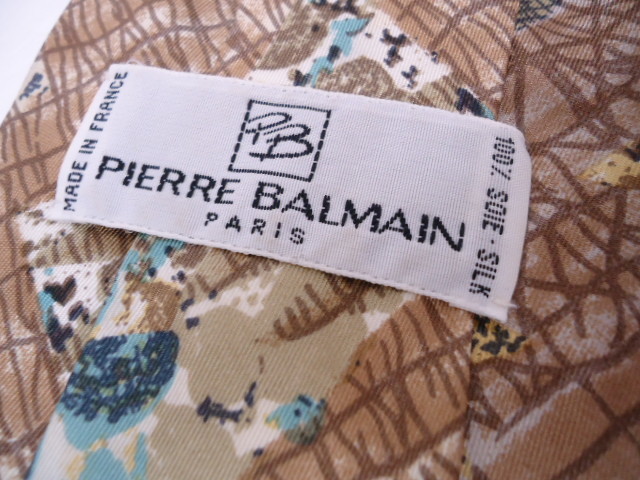 MADE IN FRANCE
PB
PIERRE BALMAIN
PARIS
100% SOIE · SILK